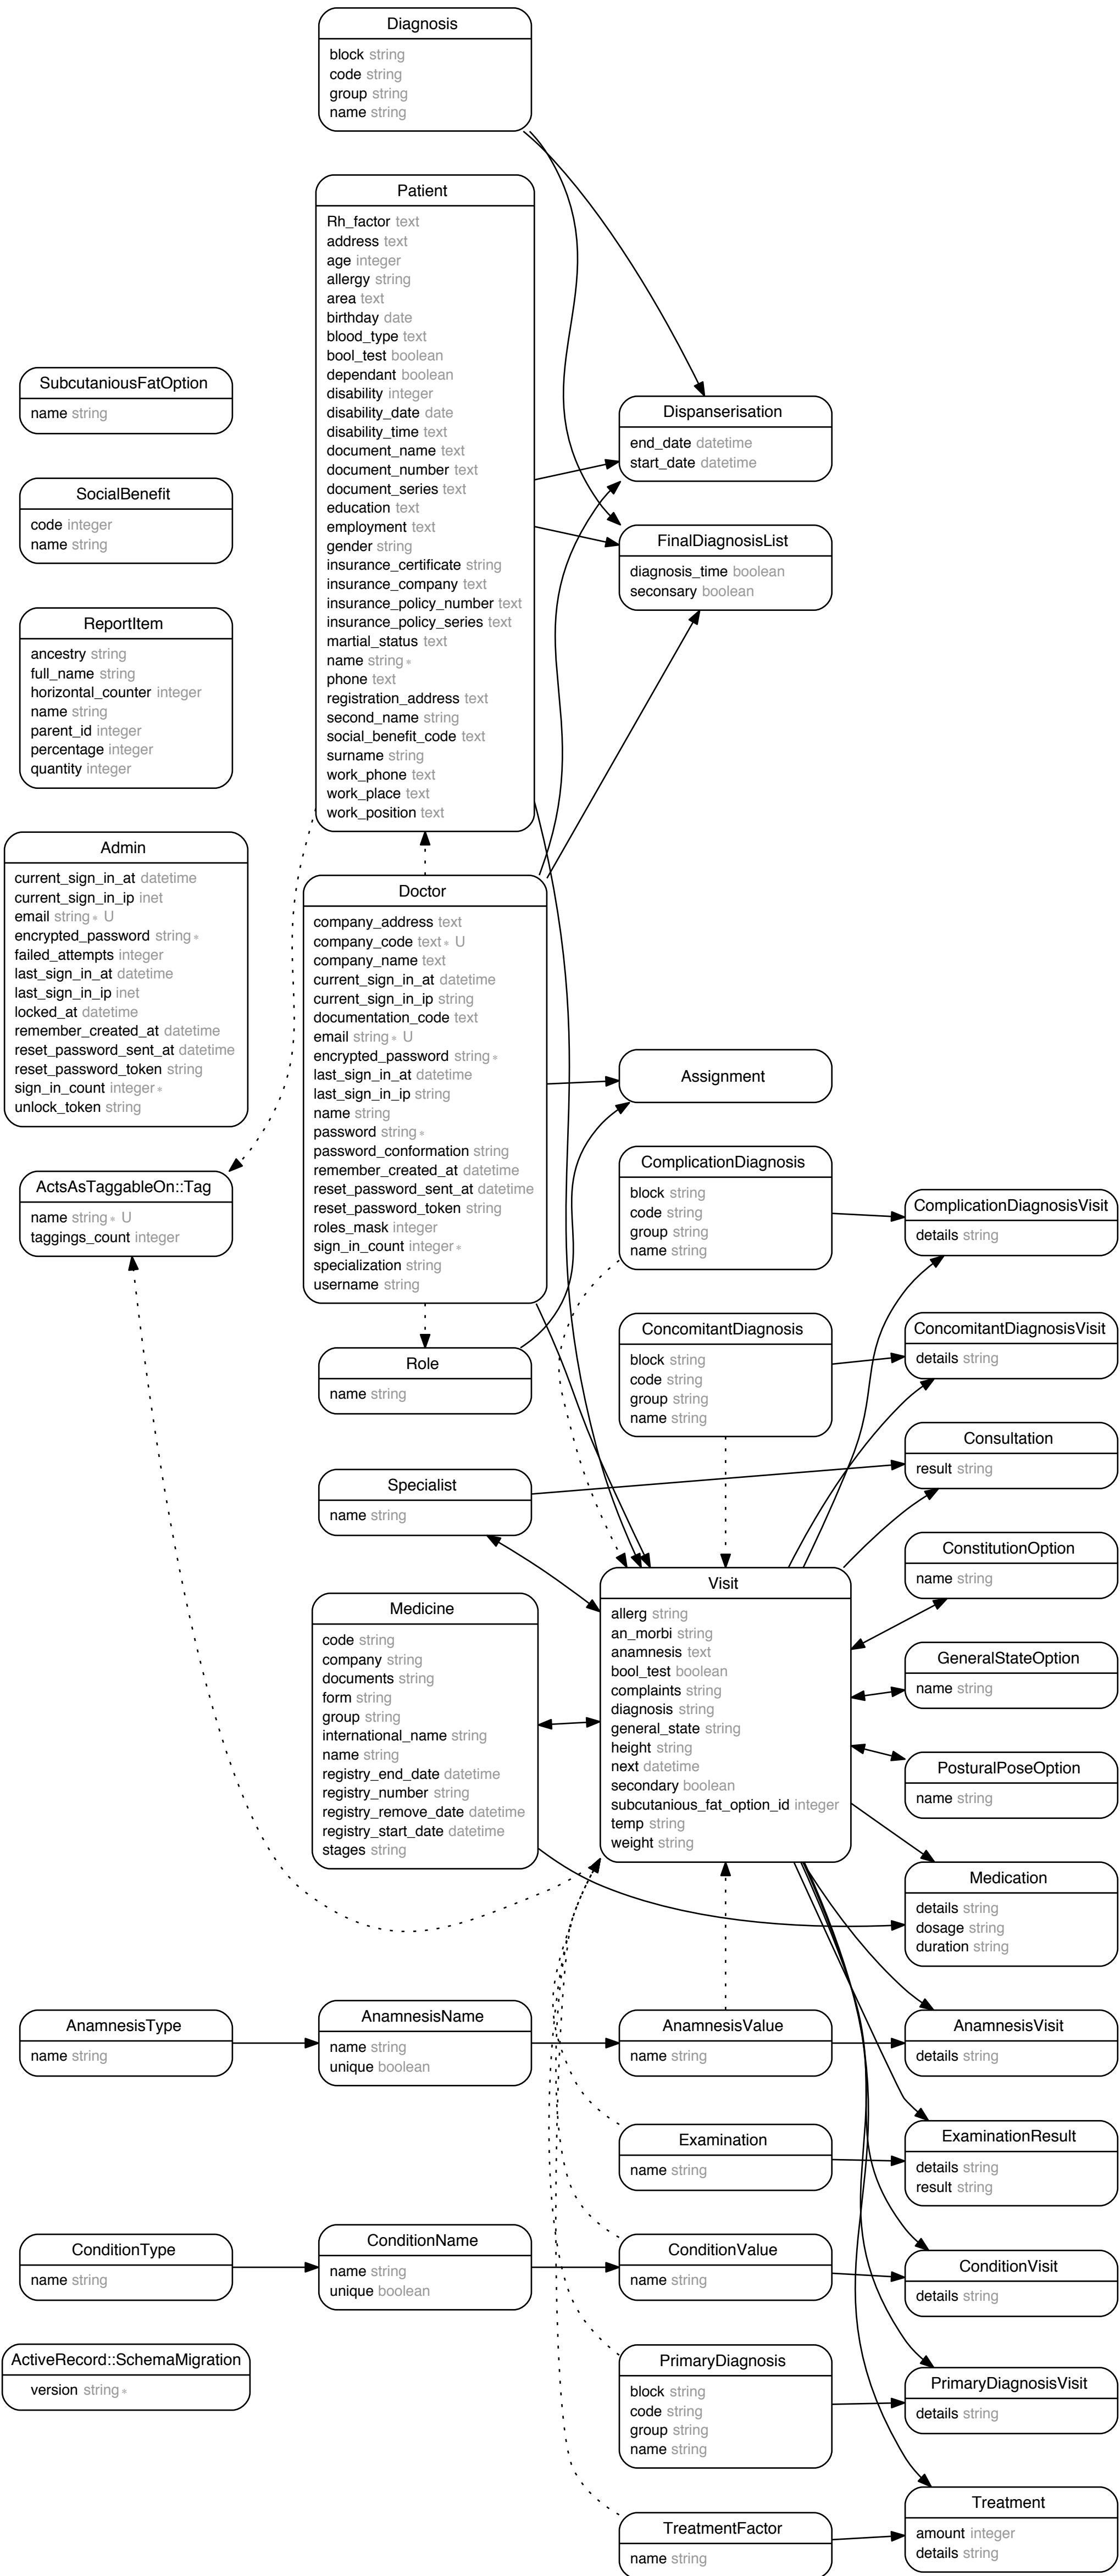 Diagnosis
block string
code string
group string
name string
Patient
Rh_factor text
address text
age integer
allergy string
area text
birthday date
blood_type text
bool_test boolean
dependant boolean
disability integer
disability_date date
disability_time text
document_name text
document_number text
document_series text
education text
employment text
gender string
insurance_certificate string
insurance_company text
insurance_policy_number text
insurance_policy_series text
martial_status text
name string∗
phone text
registration_address text
second_name string
social_benefit_code text
surname string
work_phone text
work_place text
work_position text
SubcutaniousFatOption
name string
SocialBenefit
code integer
name string
ReportItem
ancestry string
full_name string
horizontal_counter integer
name string
parent_id integer
percentage integer
quantity integer
Admin
current_sign_in_at datetime
current_sign_in_ip inet
email string∗ U
encrypted_password string∗
failed_attempts integer
last_sign_in_at datetime
last_sign_in_ip inet
locked_at datetime
remember_created_at datetime
reset_password_sent_at datetime
reset_password_token string
sign_in_count integer∗
unlock_token string
ActsAsTaggableOn::Tag
name string∗ U
taggings_count integer
Dispanserisation
end_date datetime
start_date datetime
FinalDiagnosisList
diagnosis_time boolean
seconsary boolean
Doctor
company_address text
company_code text∗ U
company_name text
current_sign_in_at datetime
current_sign_in_ip string
documentation_code text
email string∗ U
encrypted_password string∗
last_sign_in_at datetime
last_sign_in_ip string
name string
password string∗
password_conformation string
remember_created_at datetime
reset_password_sent_at datetime
reset_password_token string
roles_mask integer
sign_in_count integer∗
specialization string
username string
Assignment
ComplicationDiagnosis
block string
code string
group string
name string
ComplicationDiagnosisVisit
details string
ConcomitantDiagnosis
block string
code string
group string
name string
ConcomitantDiagnosisVisit
details string
Role
name string
Specialist
name string
Consultation
result string
ConstitutionOption
name string
Medicine
code string
company string
documents string
form string
group string
international_name string
name string
registry_end_date datetime
registry_number string
registry_remove_date datetime
registry_start_date datetime
stages string
Visit
allerg string
an_morbi string
anamnesis text
bool_test boolean
complaints string
diagnosis string
general_state string
height string
next datetime
secondary boolean
subcutanious_fat_option_id integer
temp string
weight string
GeneralStateOption
name string
PosturalPoseOption
name string
Medication
details string
dosage string
duration string
AnamnesisType
name string
AnamnesisName
name string
unique boolean
AnamnesisValue
name string
AnamnesisVisit
details string
Examination
name string
ExaminationResult
details string
result string
ConditionType
name string
ConditionName
name string
unique boolean
ConditionValue
name string
ConditionVisit
details string
ActiveRecord::SchemaMigration
version string∗
PrimaryDiagnosis
block string
code string
group string
name string
PrimaryDiagnosisVisit
details string
TreatmentFactor
name string
Treatment
amount integer
details string